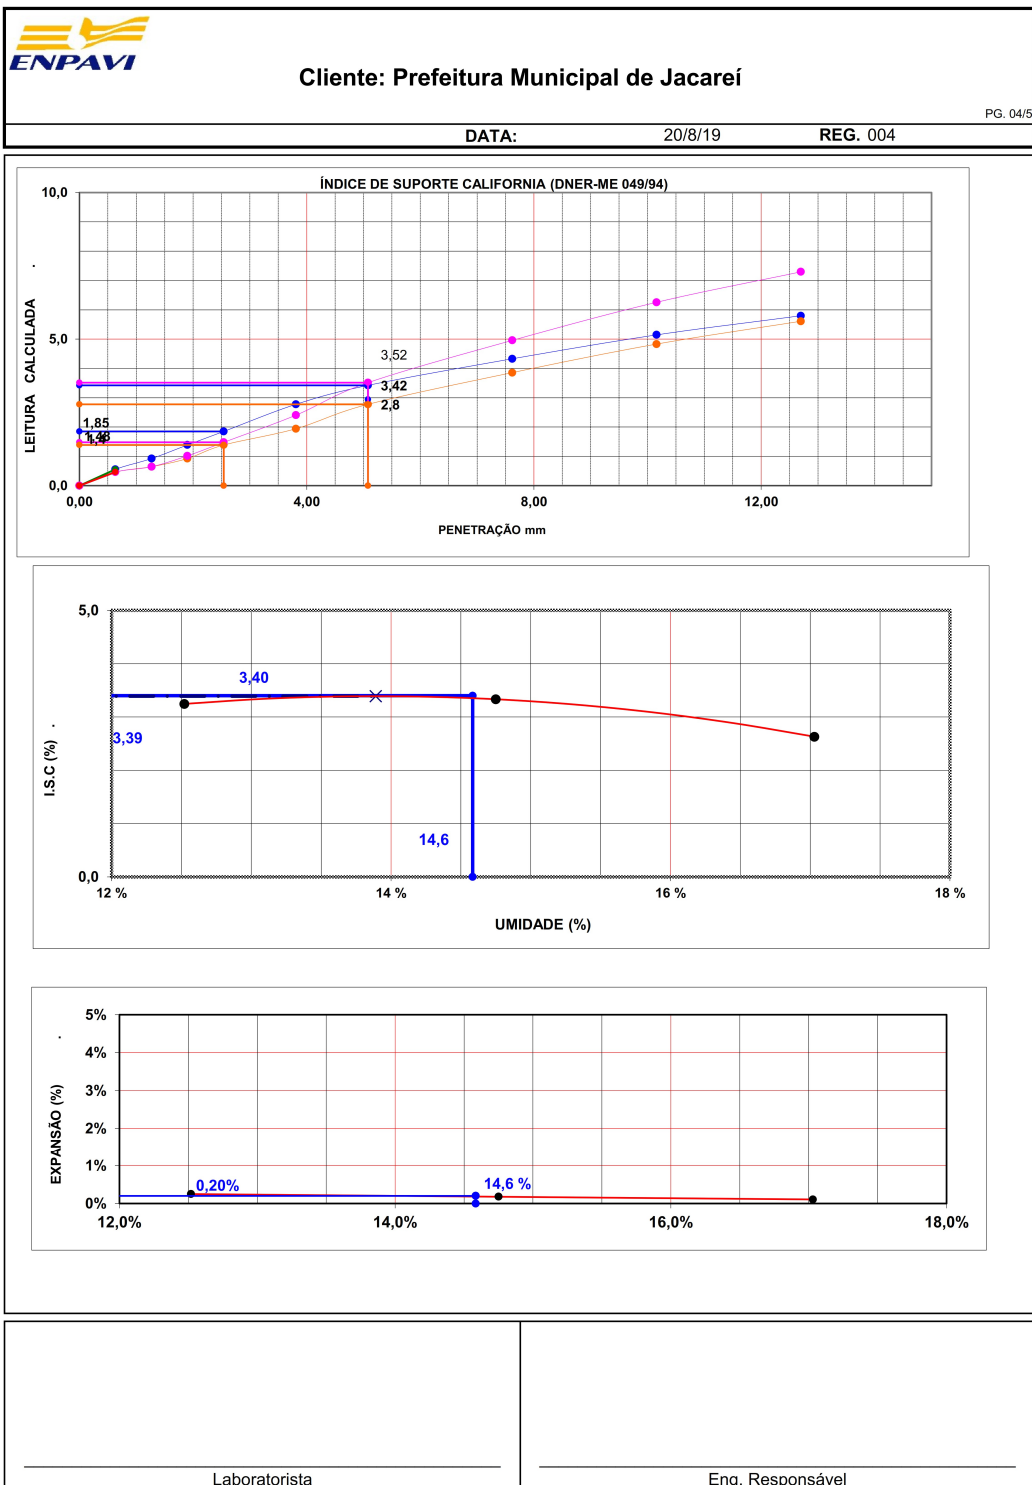 ENPAVI
Cliente: Prefeitura Municipal de Jacareí
PG. 04/5
DATA: 20/8/19 REG. 004
ÍNDICE DE SUPORTE CALIFORNIA (DNER-ME 049/94)
10,0
5,0
0,0
LEITURA CALCULADA .
3,52
3,42
2,8
1,85
1,48
0,00 4,00 8,00 12,00
PENETRAÇÃO mm
5,0
3,40
3,39
14,6
0,0
I.S.C (%) .
12 % 14 % 16 % 18 %
UMIDADE (%)
5%
4%
3%
2%
1%
0%
EXPANSÃO (%) .
0,20% 14,6 %
12,0% 14,0% 16,0% 18,0%
Laboratorista Eng. Responsável